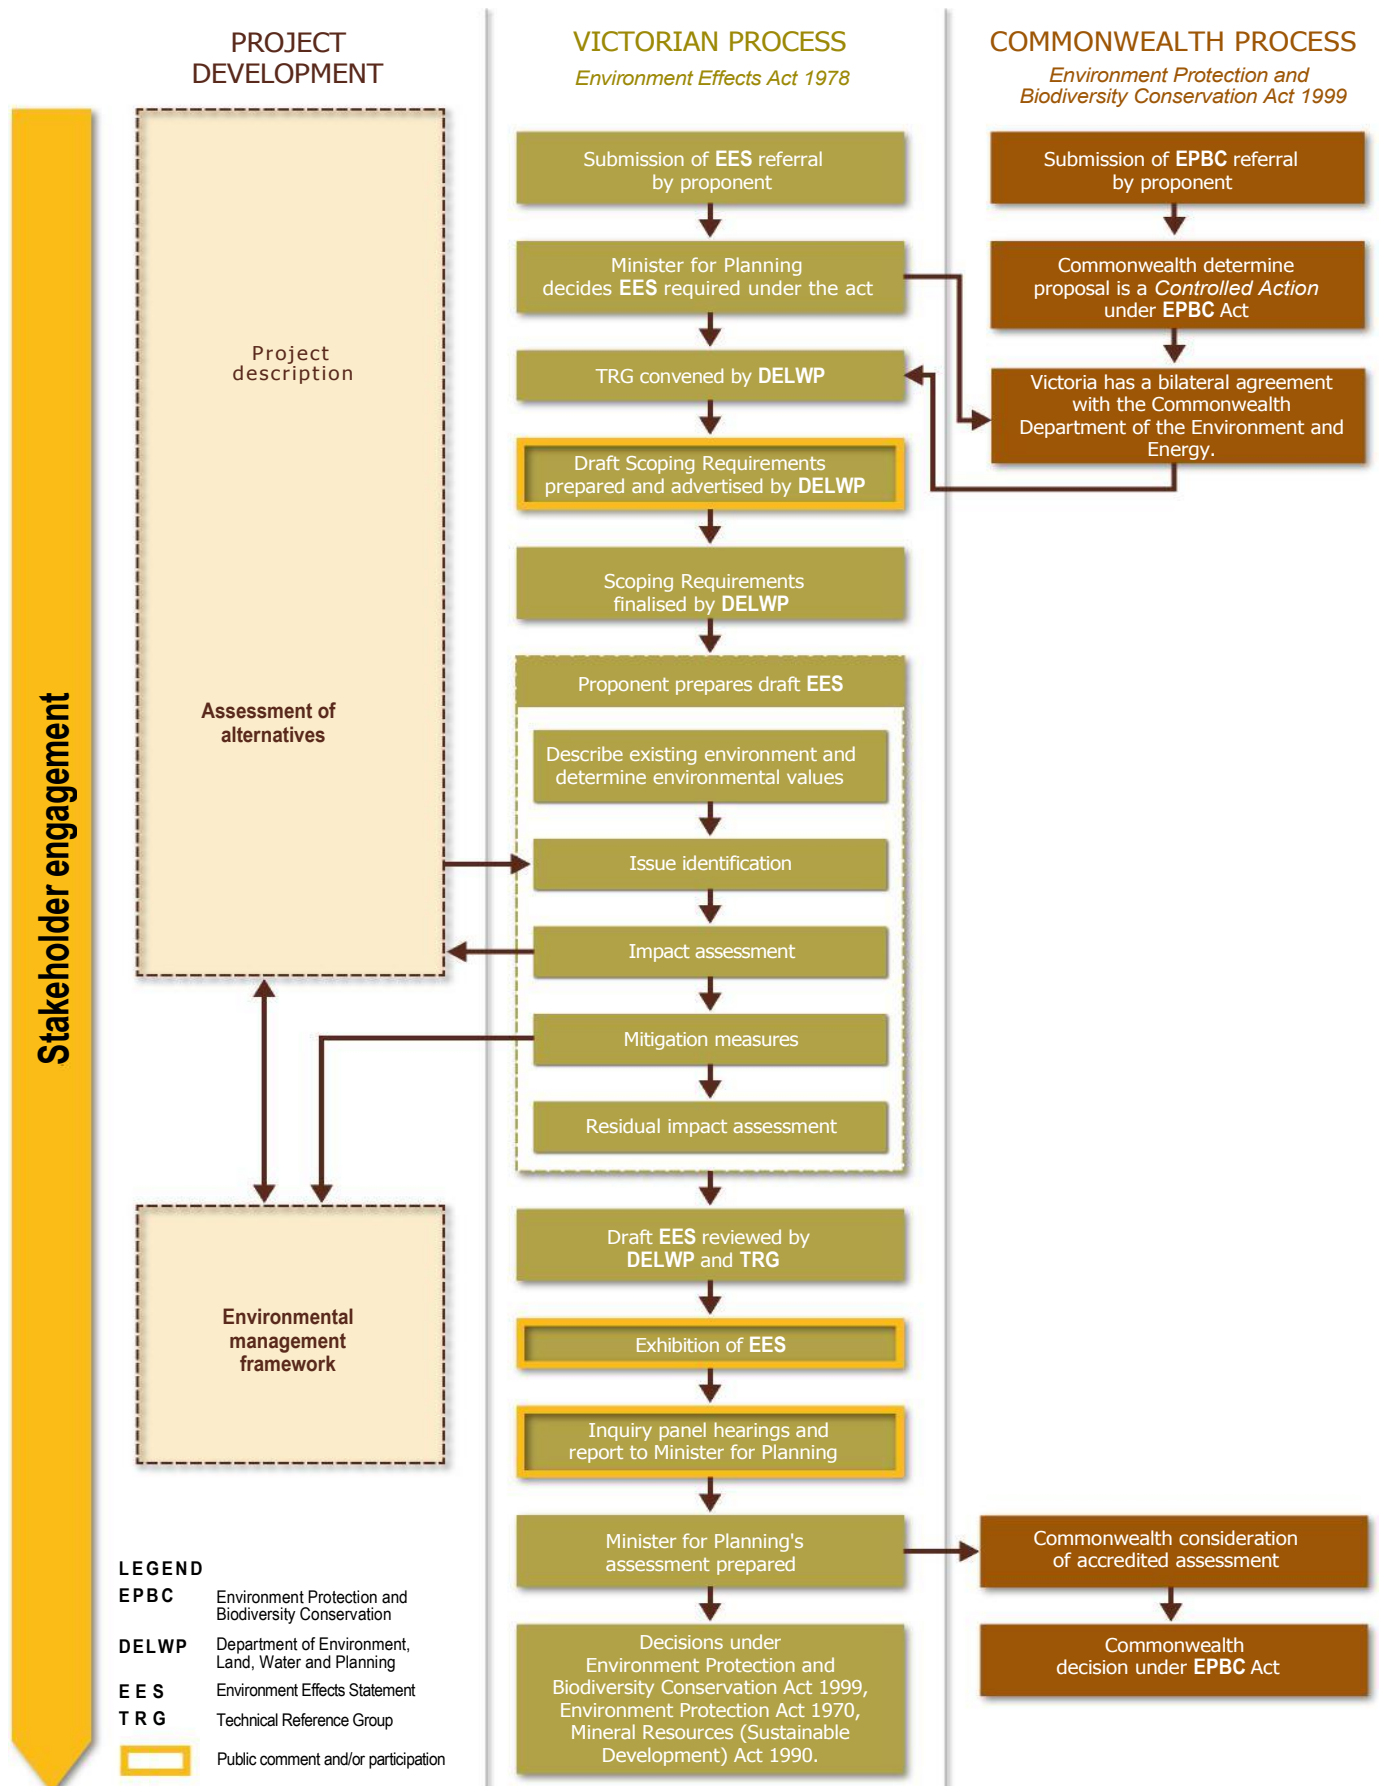 PROJECT
DEVELOPMENT
VICTORIAN PROCESS
Environment Effects Act 1978
COMMONWEALTH PROCESS
Environment Protection and
Biodiversity Conservation Act 1999
Stakeholder engagement
Project
description
Assessment of
alternatives
Environmental
management
framework
Submission of EES referral
by proponent
Minister for Planning
decides EES required under the act
TRG convened by DELWP
Draft Scoping Requirements
prepared and advertised by DELWP
Scoping Requirements
finalised by DELWP
Proponent prepares draft EES
Describe existing environment and
determine environmental values
Issue identification
Impact assessment
Mitigation measures
Residual impact assessment
Draft EES reviewed by
DELWP and TRG
Exhibition of EES
Inquiry panel hearings and
report to Minister for Planning
Minister for Planning's
assessment prepared
Decisions under
Environment Protection and
Biodiversity Conservation Act 1999,
Environment Protection Act 1970,
Mineral Resources (Sustainable
Development) Act 1990.
Submission of EPBC referral
by proponent
Commonwealth determine
proposal is a Controlled Action
under EPBC Act
Victoria has a bilateral agreement
with the Commonwealth
Department of the Environment and
Energy.
Commonwealth consideration
of accredited assessment
Commonwealth
decision under EPBC Act
LEGEND
EPBC Environment Protection and
Biodiversity Conservation
DELWP Department of Environment,
Land, Water and Planning
EES Environment Effects Statement
TRG Technical Reference Group
Public comment and/or participation